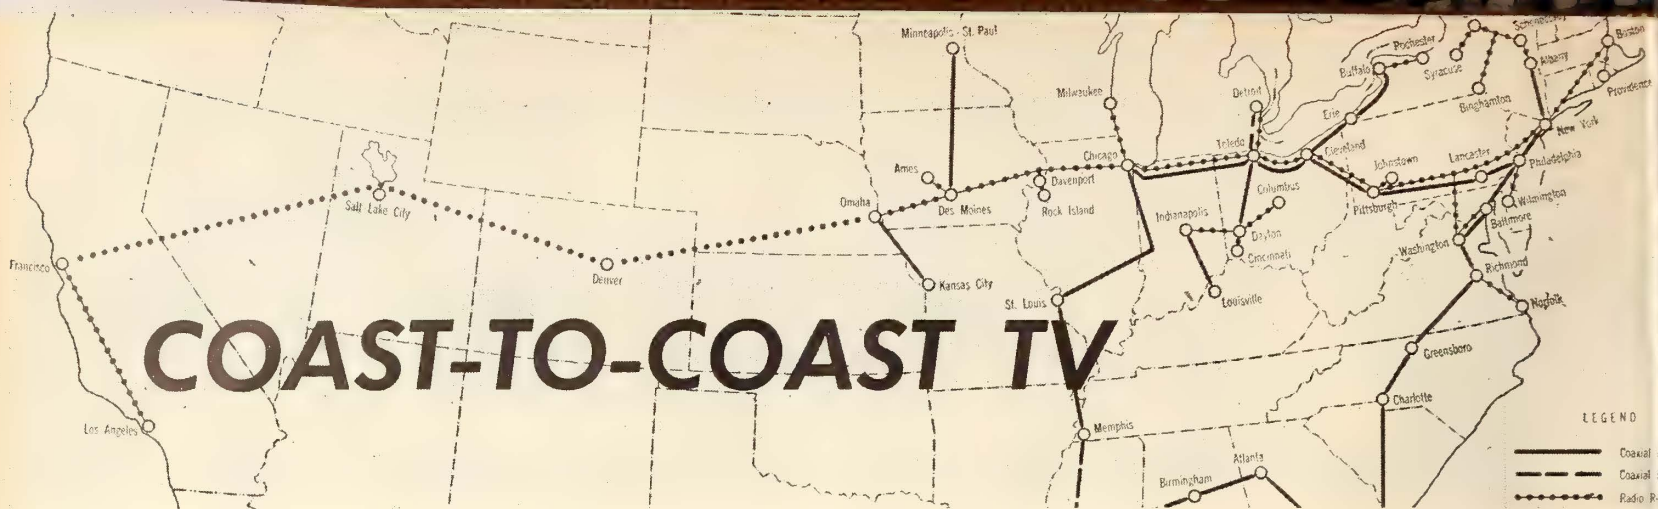 Minneapolis - St. Paul
Schenectady
Boston
Rochester
Albany
Buffalo
Syracuse
Providence
Milwaukee
Detroit
Binghamton
Erie
New York
Toledo
Cleveland
Chicago
Johnstown
Lancaster
Philadelphia
Ames
Davenport
Columbus
Pittsburgh
Wilmington
Omaha
Des Moines
Rock Island
Indianapolis
Baltimore
Salt Lake City
Dayton
Washington
Cincinnati
Francisco
Denver
Richmond
Kansas City
St. Louis
Louisville
Norfolk
COAST-TO-COAST TV
Greensboro
Charlotte
Los Angeles
Memphis
LEGEND
Atlanta
Coaxial
Birmingham
Coaxial
Radio R